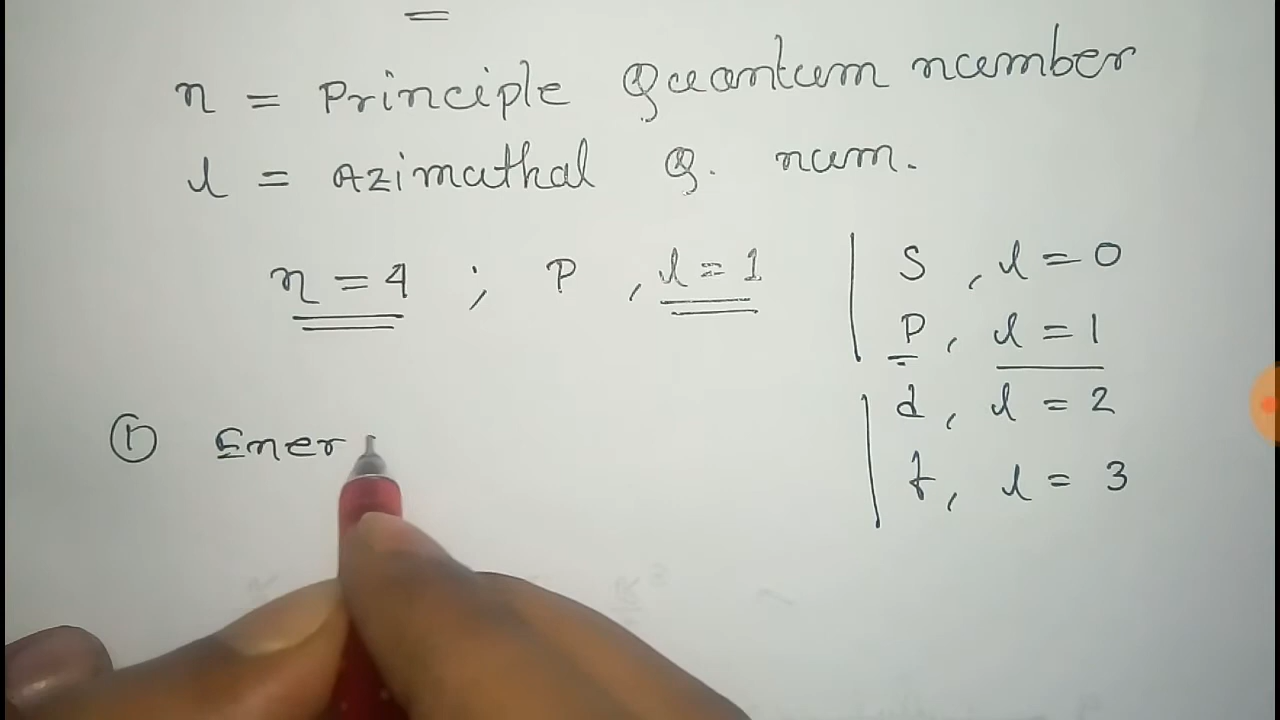 n = Principle Quantum number
l = Azimuthal Q. num.
n = 4 ; P , l = 1
S , l = 0
P , l = 1
d , l = 2
f , l = 3
① Ener